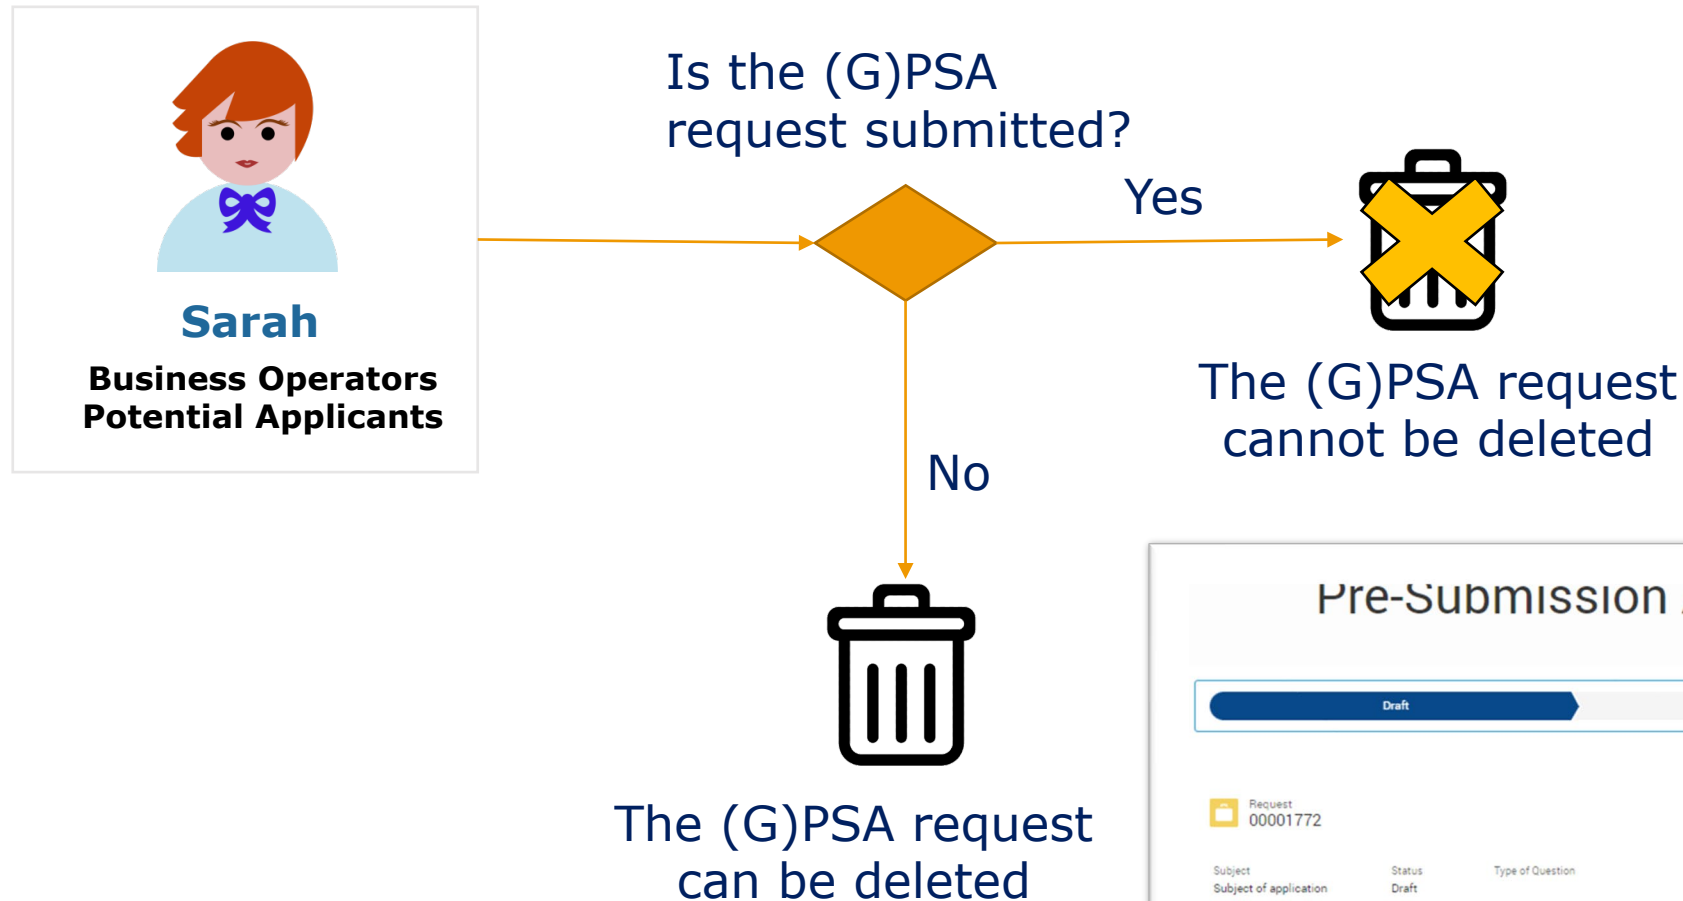 Sarah
Business Operators
Potential Applicants
Is the (G)PSA
request submitted?
Yes
The (G)PSA request
cannot be deleted
No
The (G)PSA request
can be deleted
Pre-Submission
Draft
Request
00001772
Subject
Status
Type of Question
Subject of application
Draft